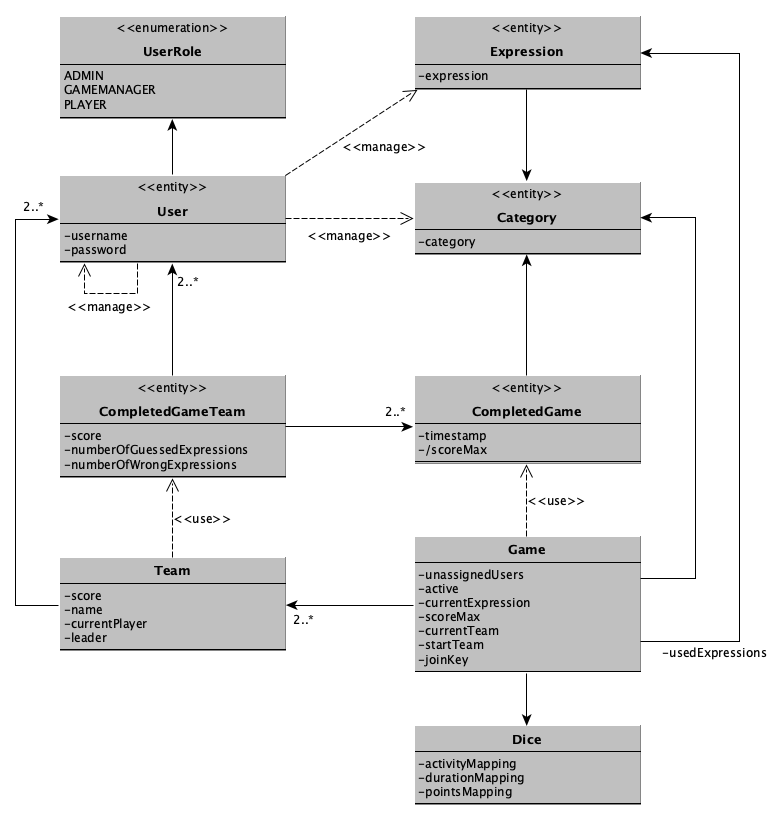 <<enumeration>>
UserRole
ADMIN
GAMEMANAGER
PLAYER
<<entity>>
Expression
-expression
<<manage>>
<<entity>>
User
-username
-password
2..*
<<manage>>
<<entity>>
Category
-category
<<manage>>
2..*
<<entity>>
CompletedGameTeam
-score
-numberOfGuessedExpressions
-numberOfWrongExpressions
2..*
<<entity>>
CompletedGame
-timestamp
-/scoreMax
<<use>>
<<use>>
Team
-score
-name
-currentPlayer
-leader
2..*
Game
-unassignedUsers
-active
-currentExpression
-scoreMax
-currentTeam
-startTeam
-joinKey
-usedExpressions
Dice
-activityMapping
-durationMapping
-pointsMapping